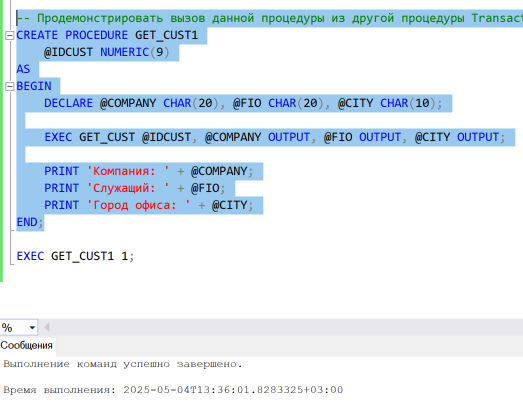 -- Продемонстрировать вызов данной процедуры из другой процедуры Transac
CREATE PROCEDURE GET_CUST1
@IDCUST NUMERIC(9)
AS
BEGIN
DECLARE @COMPANY CHAR(20), @FIO CHAR(20), @CITY CHAR(10);
EXEC GET_CUST @IDCUST, @COMPANY OUTPUT, @FIO OUTPUT, @CITY OUTPUT;
PRINT 'Компания: ' + @COMPANY;
PRINT 'Служащий: ' + @FIO;
PRINT 'Город офиса: ' + @CITY;
END;
EXEC GET_CUST1 1;
%
Сообщения
Выполнение команд успешно завершено.
Время выполнения: 2025-05-04T13:36:01.8283325+03:00